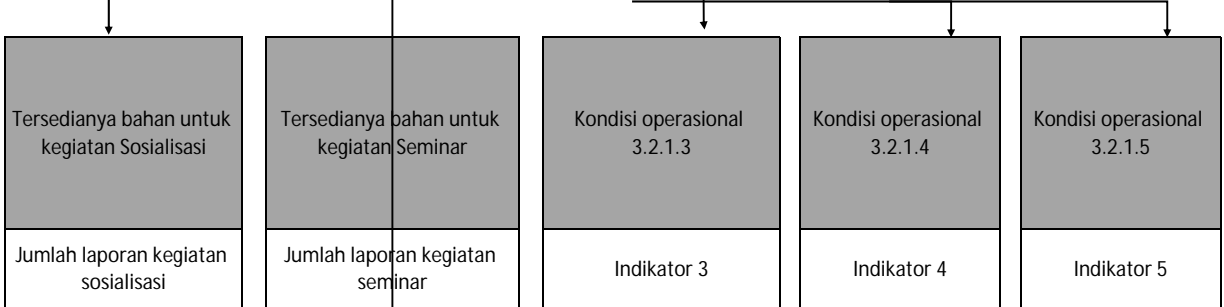 Tersedianya bahan untuk
kegiatan Sosialisasi
Jumlah laporan kegiatan
sosialisasi
Tersedianya bahan untuk
kegiatan Seminar
Jumlah laporan kegiatan
seminar
Kondisi operasional
3.2.1.3
Indikator 3
Kondisi operasional
3.2.1.4
Indikator 4
Kondisi operasional
3.2.1.5
Indikator 5